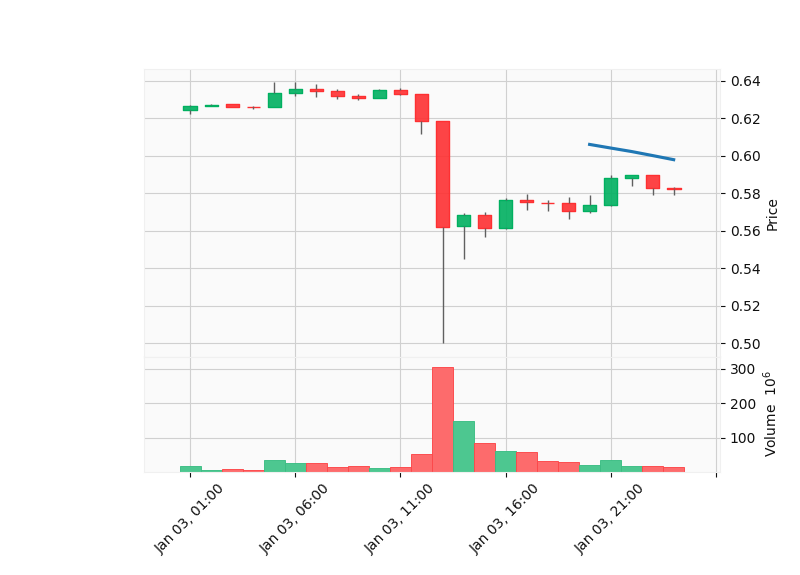 0.64
0.62
0.60
0.58
0.56
0.54
0.52
0.50
Price
300
200
100
Volume 10⁶
Jan 03, 01:00
Jan 03, 06:00
Jan 03, 11:00
Jan 03, 16:00
Jan 03, 21:00